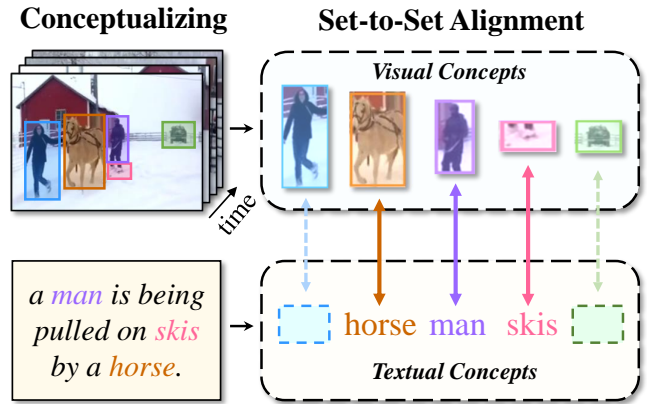 Conceptualizing
Set-to-Set Alignment
Visual Concepts
time
a man is being
pulled on skis
by a horse.
horse man skis
Textual Concepts